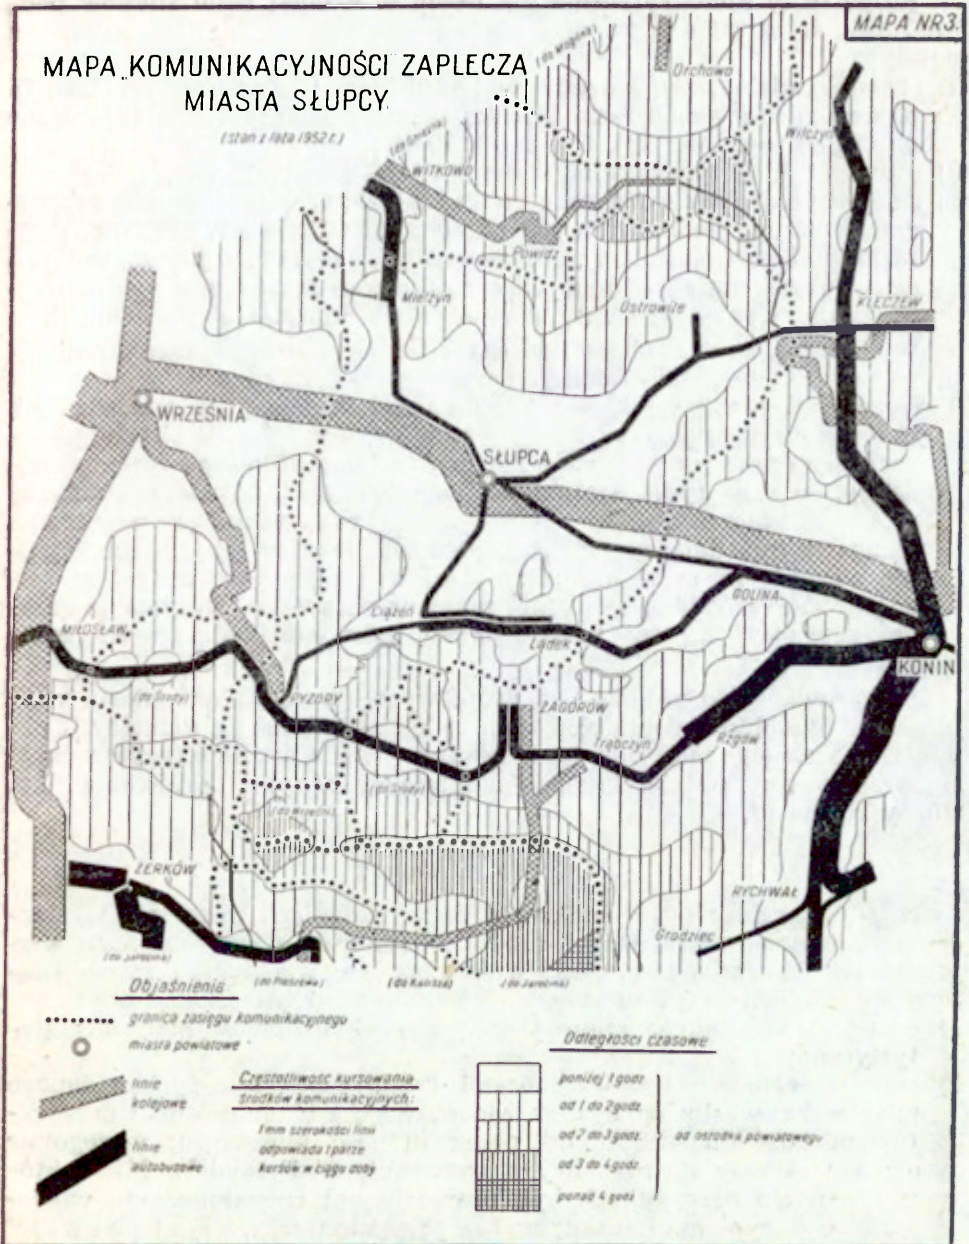 MAPA NR3.
MAPA „KOMUNIKACYJNOŚCI ZAPLECZA
MIASTA SŁUPCY
(stan z lata 1952 r.)
(do Mogilna)
Orchowo
Wilczyn
(do Gniezna)
WITKOWO
Powidz
Mielżyn
Ostrowite
KLECZEW
WRZEŚNIA
SŁUPCA
GOLINA
Ciążeń
MIŁOSŁAW
Lądek
KONIN
(do Środy)
PYZDRY
ZAGÓRÓW
Trąbczyn
Rzgów
ŻERKÓW
RYCHWAŁ
Grodziec
(do Jarocina)
(do Pleszewa)
(do Kalisza)
(do Jarocina)
Objaśnienia
granica zasięgu komunikacyjnego
miasta powiatowe
linie
kolejowe
linie
autobusowe
Częstotliwość kursowania
środków komunikacyjnych:
1 mm szerokości linii
odpowiada 1 parze
kursów w ciągu doby
Odległości czasowe
poniżej 1 godz.
od 1 do 2 godz.
od 2 do 3 godz.
od 3 do 4 godz.
ponad 4 godz.
od ośrodka powiatowego